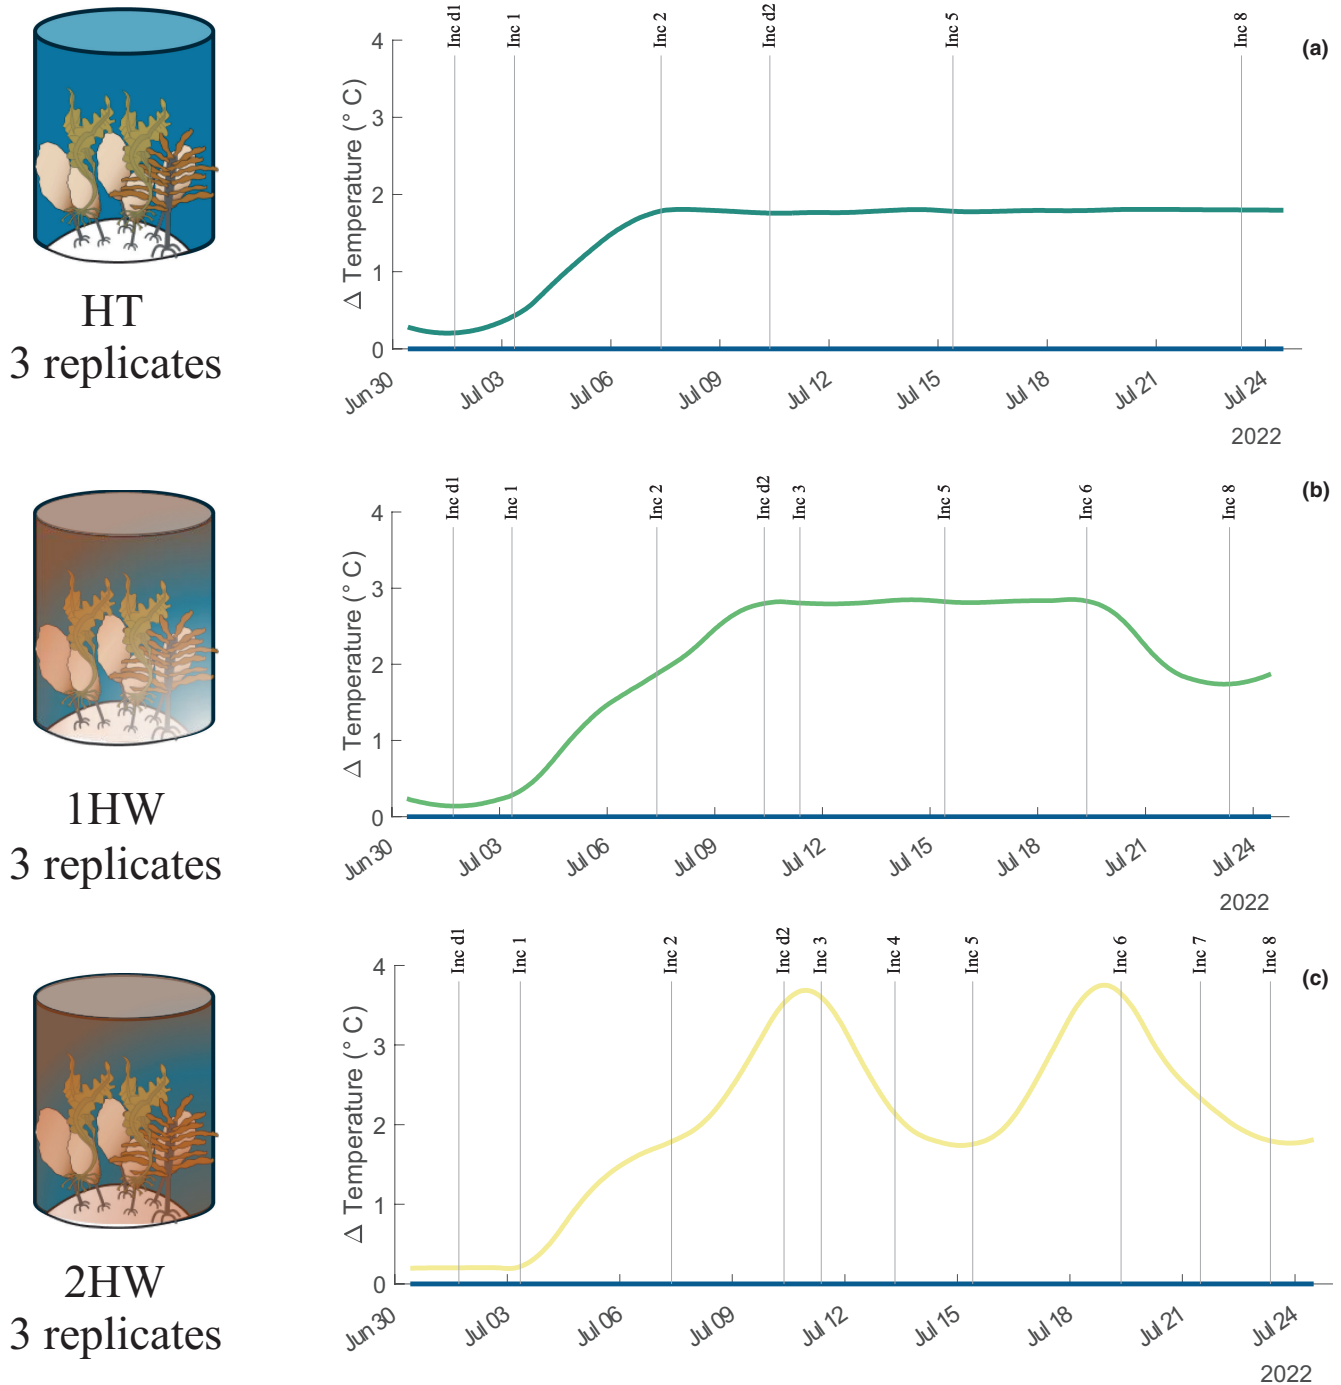 HT
3 replicates
Inc d1
Inc 1
Inc 2
Inc d2
Inc 5
Inc 8
(a)
Δ Temperature (° C)
4
3
2
1
0
Jun 30
Jul 03
Jul 06
Jul 09
Jul 12
Jul 15
Jul 18
Jul 21
Jul 24
2022
1HW
3 replicates
Inc d1
Inc 1
Inc 2
Inc d2
Inc 3
Inc 5
Inc 6
Inc 8
(b)
Δ Temperature (° C)
4
3
2
1
0
Jun 30
Jul 03
Jul 06
Jul 09
Jul 12
Jul 15
Jul 18
Jul 21
Jul 24
2022
2HW
3 replicates
Inc d1
Inc 1
Inc 2
Inc d2
Inc 3
Inc 4
Inc 5
Inc 6
Inc 7
Inc 8
(c)
Δ Temperature (° C)
4
3
2
1
0
Jun 30
Jul 03
Jul 06
Jul 09
Jul 12
Jul 15
Jul 18
Jul 21
Jul 24
2022